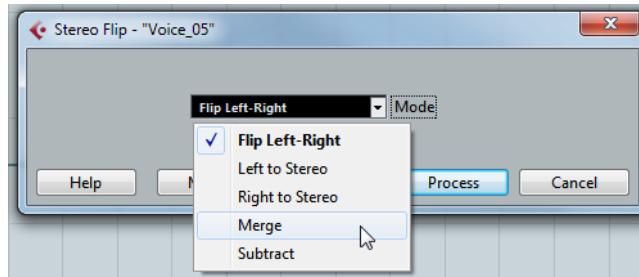 Stereo Flip - "Voice_05"
Flip Left-Right Mode
Flip Left-Right
Left to Stereo
Help Process Cancel
Right to Stereo
Merge
Subtract